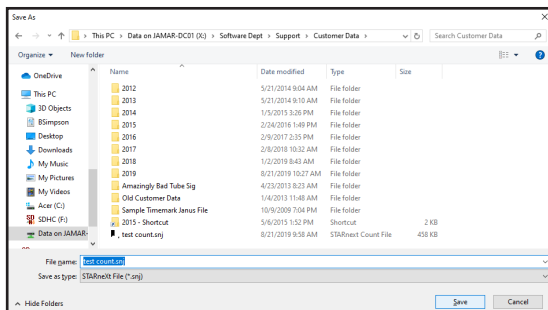 Save As
This PC > Data on JAMAR-DC01 (X:) > Software Dept > Support > Customer Data >
Search Customer Data
Organize New folder
Name Date modified Type Size
OneDrive
This PC
3D Objects
BSimpson
Desktop
Downloads
My Music
My Pictures
My Videos
Acer (C:)
SDHC (F:)
Data on JAMAR-
2012 5/21/2014 9:04 AM File folder
2013 5/21/2014 9:10 AM File folder
2014 1/5/2015 3:26 PM File folder
2015 2/24/2016 1:49 PM File folder
2016 2/9/2017 2:35 PM File folder
2017 2/8/2018 10:32 AM File folder
2018 1/2/2019 8:43 AM File folder
2019 8/21/2019 10:27 AM File folder
Amazingly Bad Tube Sig 4/23/2013 8:23 AM File folder
Old Customer Data 1/4/2013 11:48 AM File folder
Sample Timemark Janus File 10/9/2009 7:04 PM File folder
2015 - Shortcut 5/6/2015 1:52 PM Shortcut 2 KB
, test count.snj 8/21/2019 9:58 AM STARnext Count File 458 KB
File name: test count.snj
Save as type: STARneXt File (*.snj)
Hide Folders
Save Cancel